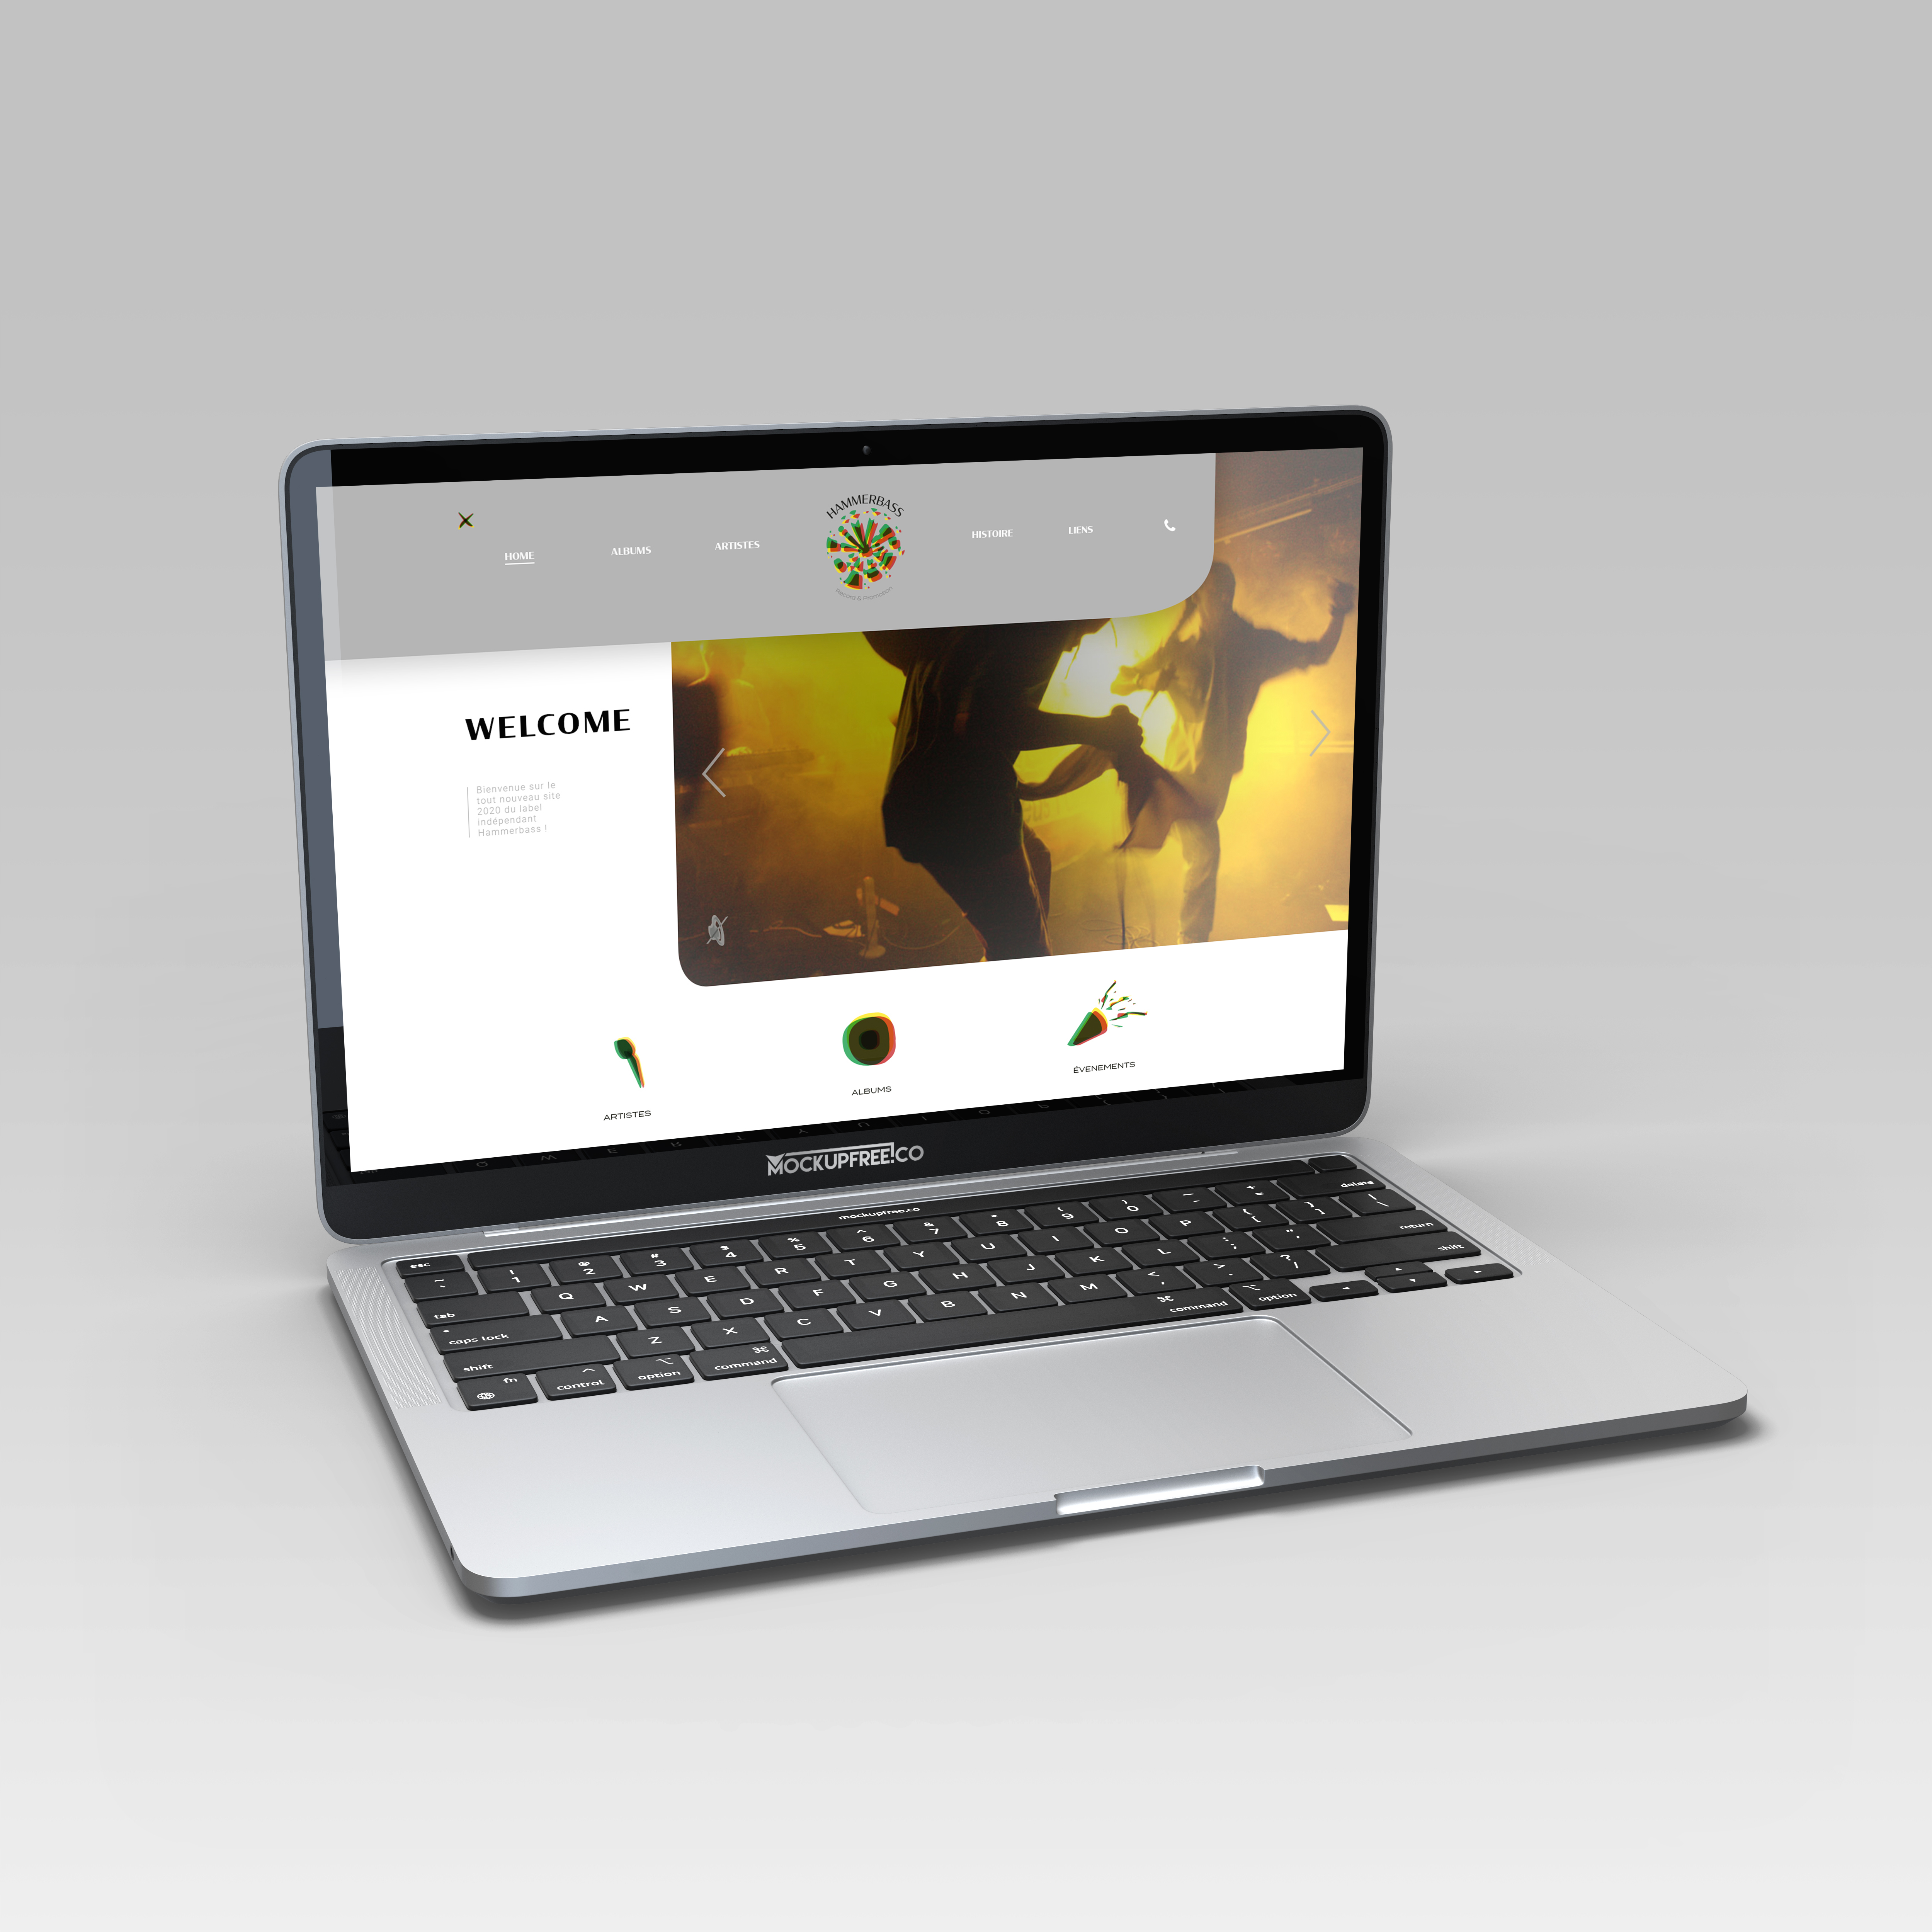 HAMMERBASS
Record & Promotion
HOME
ALBUMS
ARTISTES
HISTOIRE
LIENS
WELCOME
Bienvenue sur le
tout nouveau site
2020 du label
indépendant
Hammerbass !
ARTISTES
ALBUMS
ÉVENEMENTS
MOCKUPFREE!CO
mockupfree.co
esc
~ ` ! 1 @ 2 # 3 $ 4 % 5 ^ 6 & 7 * 8 ( 9 ) 0 — - + = delete
tab Q W E R T Y U I O P { [ } ] | \
caps lock A S D F G H J K L : ; " ' return
shift Z X C V B N M < , > . ? / shift
fn control option command command option